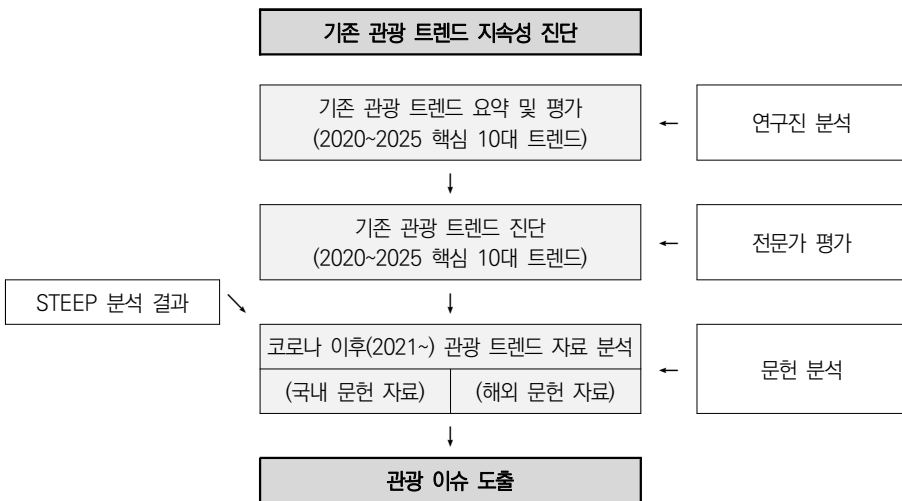 기존 관광 트렌드 지속성 진단
기존 관광 트렌드 요약 및 평가
(2020~2025 핵심 10대 트렌드)
연구진 분석
기존 관광 트렌드 진단
(2020~2025 핵심 10대 트렌드)
전문가 평가
STEEP 분석 결과
코로나 이후(2021~) 관광 트렌드 자료 분석
(국내 문헌 자료)
(해외 문헌 자료)
문헌 분석
관광 이슈 도출